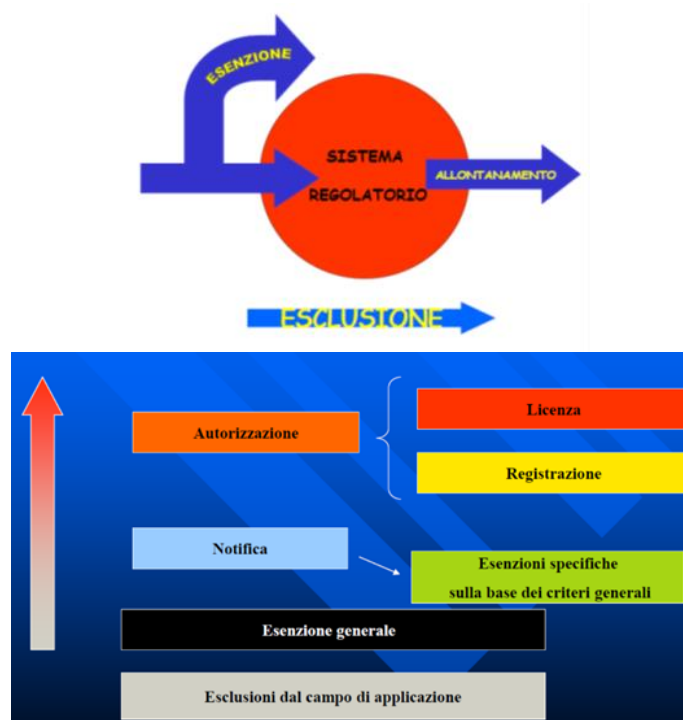 ESENZIONE
SISTEMA
REGOLATORIO
ALLONTANAMENTO
ESCLUSIONE
Licenza
Autorizzazione
Registrazione
Notifica
Esenzioni specifiche
sulla base dei criteri generali
Esenzione generale
Esclusioni dal campo di applicazione